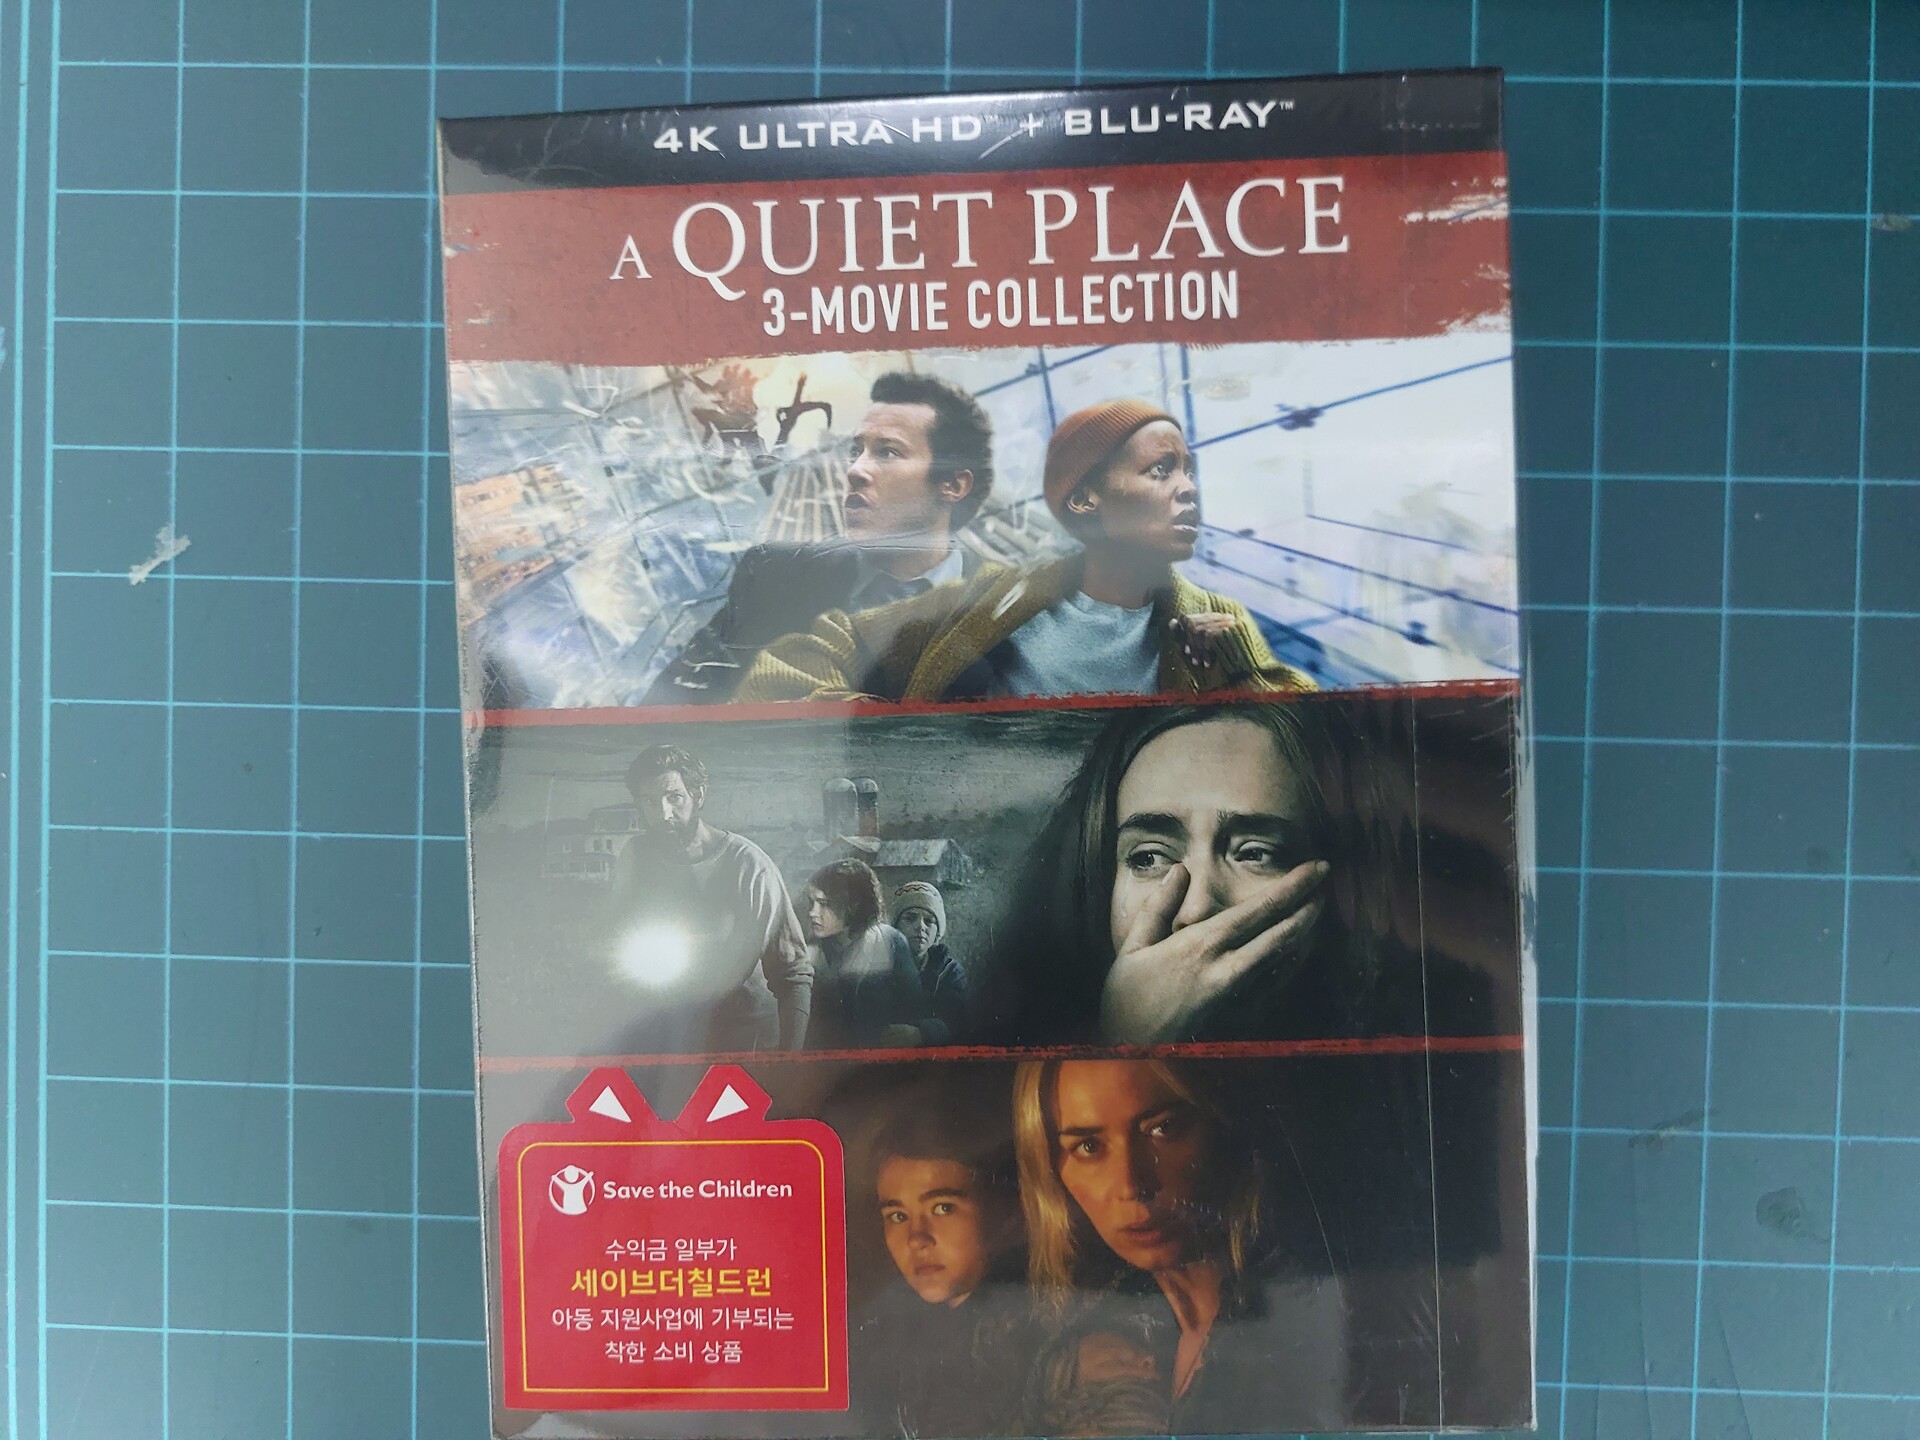 4K ULTRA HD™ + BLU-RAY™
A QUIET PLACE
3-MOVIE COLLECTION
Save the Children
수익금 일부가
세이브더칠드런
아동 지원사업에 기부되는
착한 소비 상품